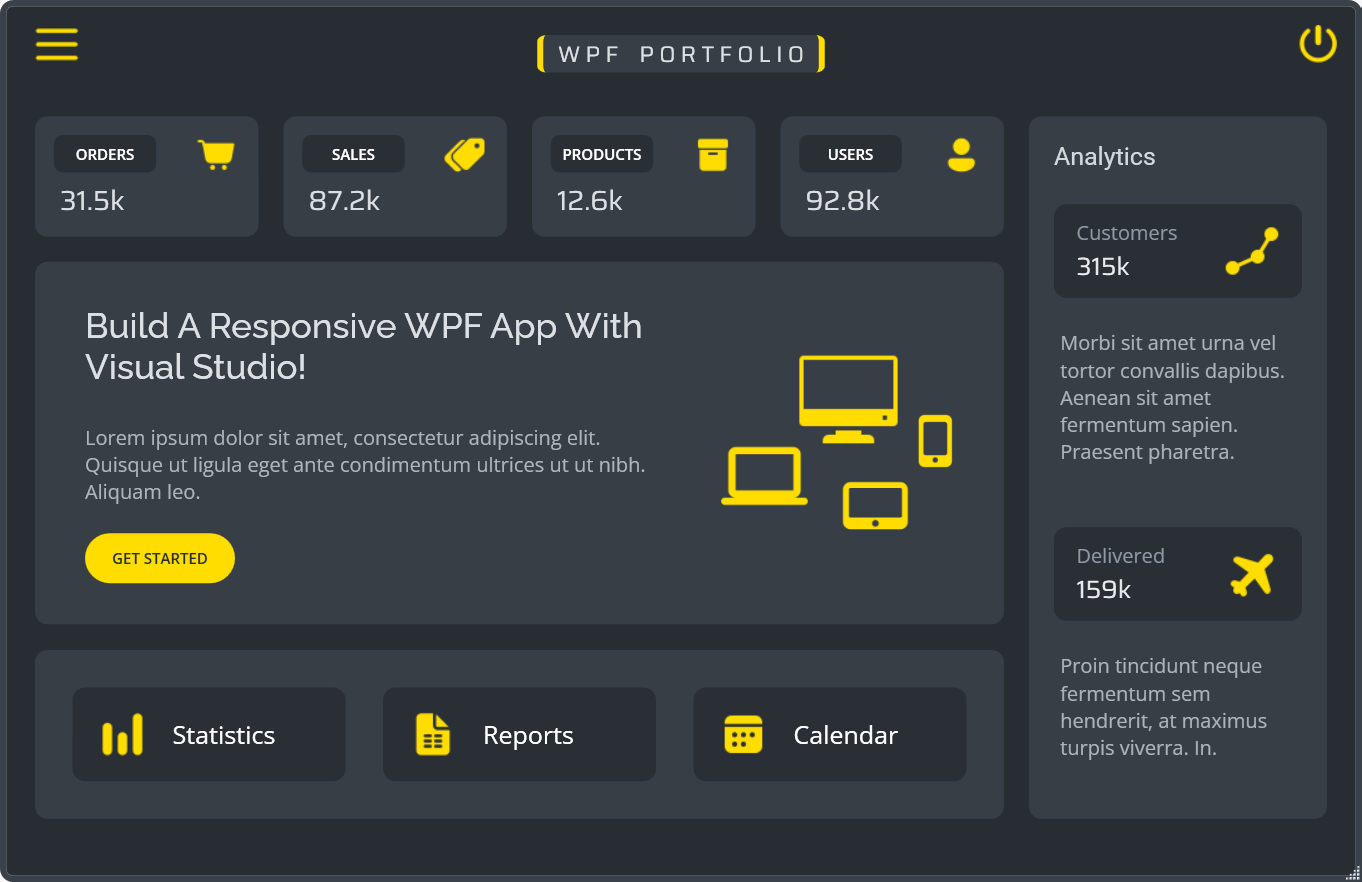 WPF PORTFOLIO
ORDERS
31.5k
SALES
87.2k
PRODUCTS
12.6k
USERS
92.8k
Build A Responsive WPF App With
Visual Studio!
Lorem ipsum dolor sit amet, consectetur adipiscing elit.
Quisque ut ligula eget ante condimentum ultrices ut ut nibh.
Aliquam leo.
GET STARTED
Statistics
Reports
Calendar
Analytics
Customers
315k
Morbi sit amet urna vel
tortor convallis dapibus.
Aenean sit amet
fermentum sapien.
Praesent pharetra.
Delivered
159k
Proin tincidunt neque
fermentum sem
hendrerit, at maximus
turpis viverra. In.